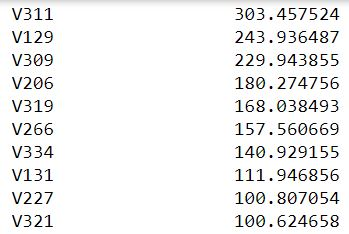 V311 303.457524
V129 243.936487
V309 229.943855
V206 180.274756
V319 168.038493
V266 157.560669
V334 140.929155
V131 111.946856
V227 100.807054
V321 100.624658